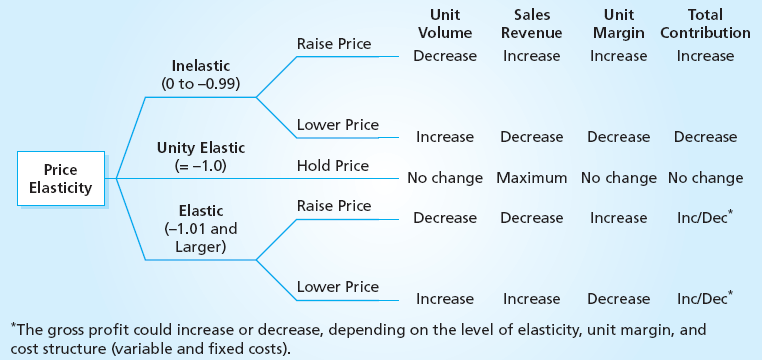 Unit Sales Unit Total
Volume Revenue Margin Contribution
Raise Price
Decrease Increase Increase Increase
Inelastic
(0 to –0.99)
Lower Price
Increase Decrease Decrease Decrease
Unity Elastic
(= –1.0)
Hold Price
No change Maximum No change No change
Price
Elasticity
Elastic
(–1.01 and
Larger)
Raise Price
Decrease Decrease Increase Inc/Dec*
Lower Price
Increase Increase Decrease Inc/Dec*
*The gross profit could increase or decrease, depending on the level of elasticity, unit margin, and
cost structure (variable and fixed costs).